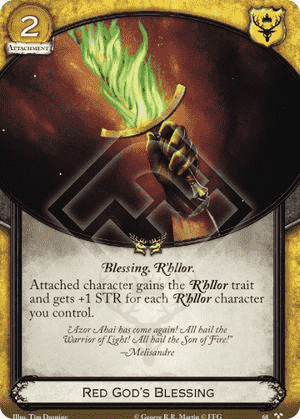 2
ATTACHMENT
Blessing. R'hllor.
Attached character gains the R'hllor trait
and gets +1 STR for each R'hllor character
you control.
"Azor Ahai has come again! All hail the
Warrior of Light! All hail the Son of Fire!"
–Melisandre
RED GOD'S BLESSING
Illus. Tim Durning
© George R.R. Martin © FFG
68